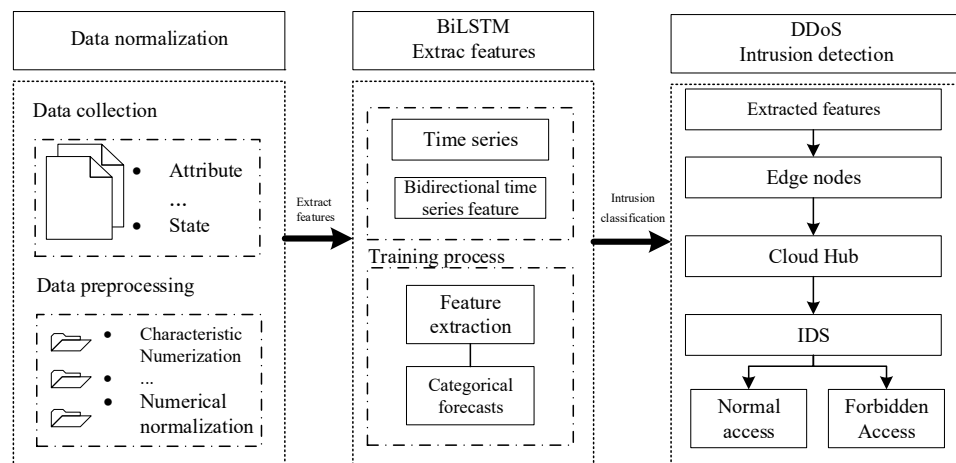 Data normalization
Data collection
• Attribute
...
• State
Data preprocessing
• Characteristic
Numerization
• ...
• Numerical
normalization
Extract
features
BiLSTM
Extrac features
Time series
Bidirectional time
series feature
Training process
Feature
extraction
Categorical
forecasts
Intrusion
classification
DDoS
Intrusion detection
Extracted features
Edge nodes
Cloud Hub
IDS
Normal
access
Forbidden
Access